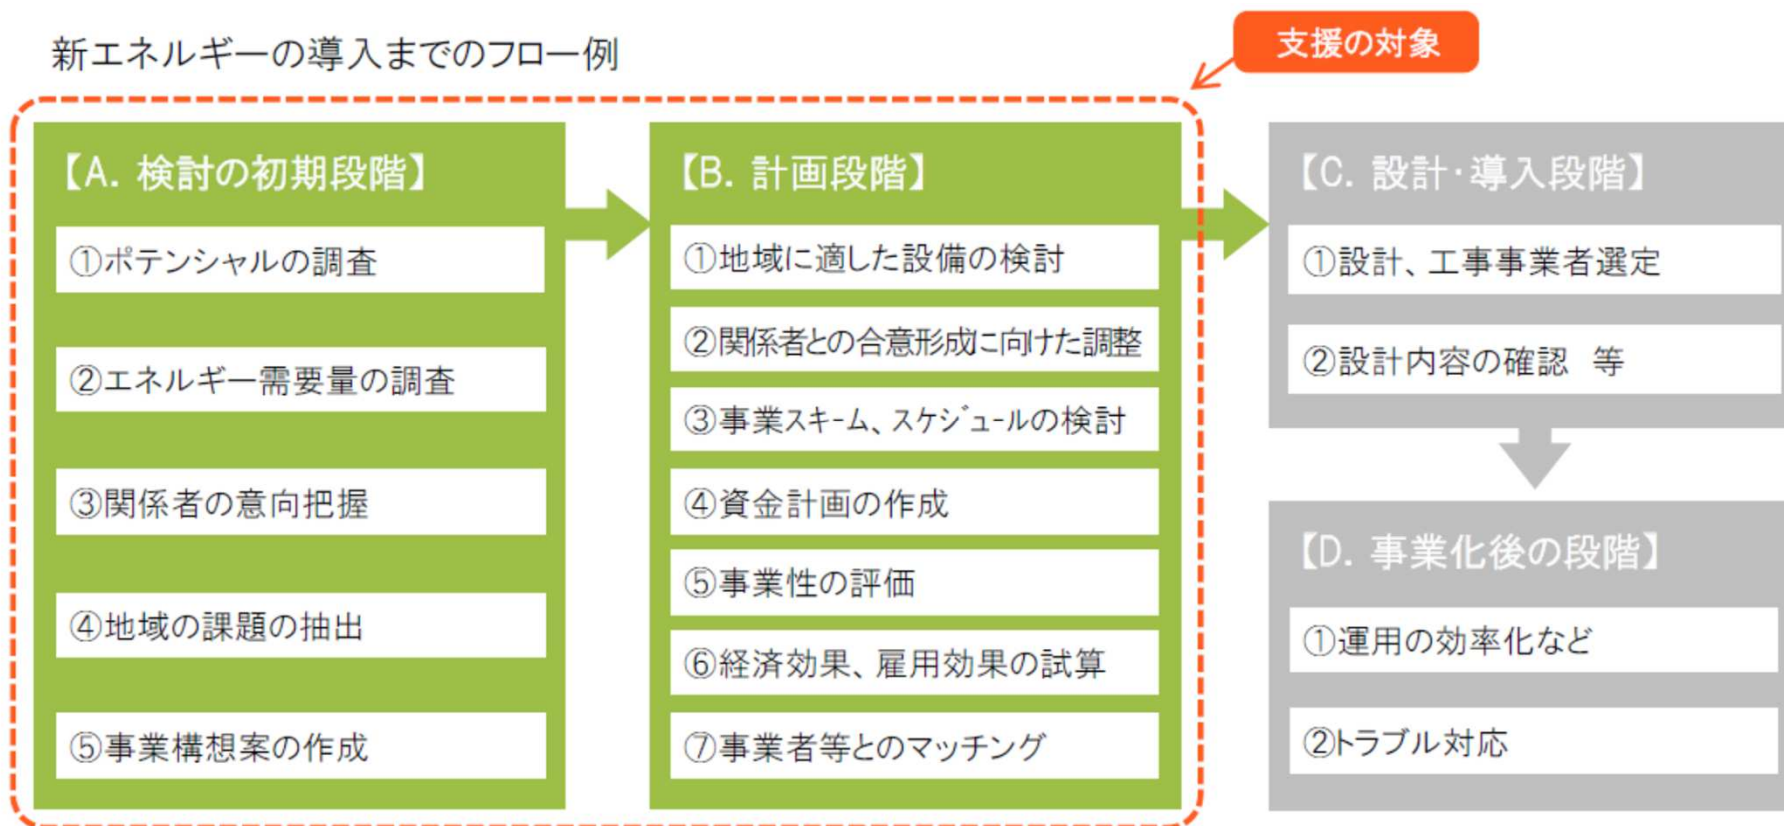 新エネルギーの導入までのフロー例
支援の対象
【A. 検討の初期段階】
①ポテンシャルの調査
②エネルギー需要量の調査
③関係者の意向把握
④地域の課題の抽出
⑤事業構想案の作成
【B. 計画段階】
①地域に適した設備の検討
②関係者との合意形成に向けた調整
③事業スキーム、スケジュールの検討
④資金計画の作成
⑤事業性の評価
⑥経済効果、雇用効果の試算
⑦事業者等とのマッチング
【C. 設計・導入段階】
①設計、工事事業者選定
②設計内容の確認　等
【D. 事業化後の段階】
①運用の効率化など
②トラブル対応